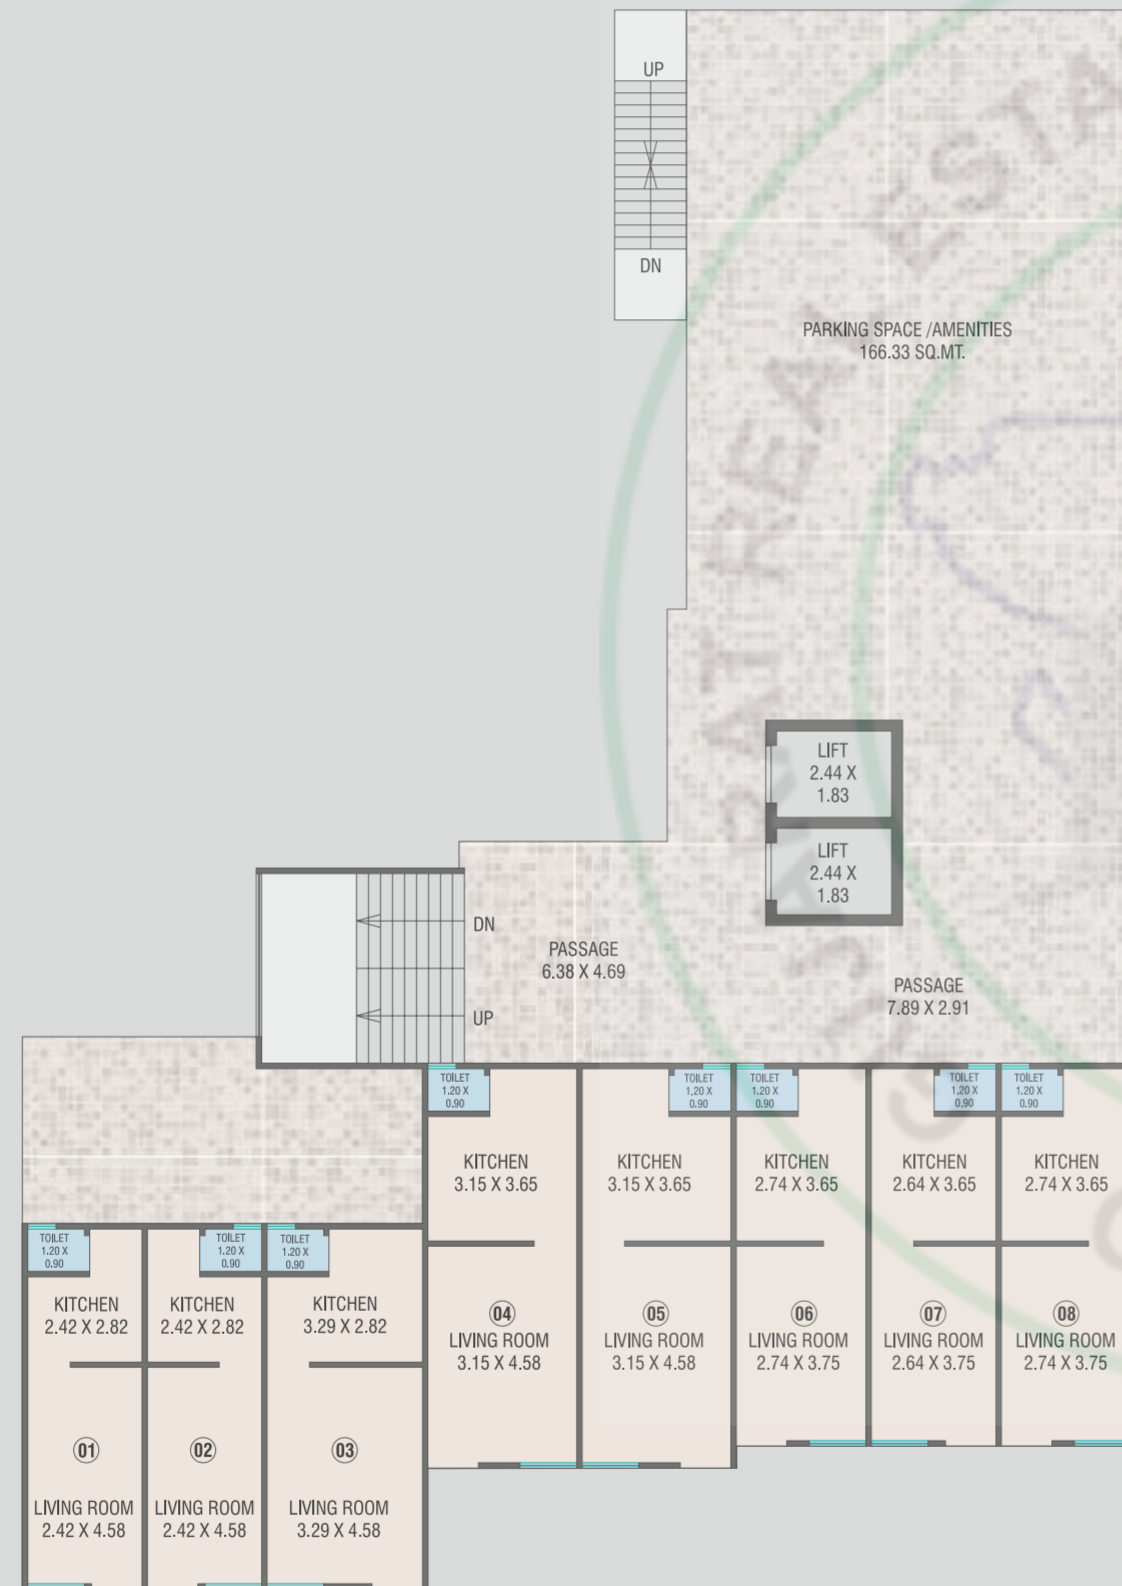 UP
DN
PARKING SPACE /AMENITIES
166.33 SQ.MT.
LIFT
2.44 X
1.83
LIFT
2.44 X
1.83
DN
UP
PASSAGE
6.38 X 4.69
PASSAGE
7.89 X 2.91
TOILET
1.20 X
0.90
TOILET
1.20 X
0.90
TOILET
1.20 X
0.90
TOILET
1.20 X
0.90
TOILET
1.20 X
0.90
KITCHEN
3.15 X 3.65
KITCHEN
3.15 X 3.65
KITCHEN
2.74 X 3.65
KITCHEN
2.64 X 3.65
KITCHEN
2.74 X 3.65
04
LIVING ROOM
3.15 X 4.58
05
LIVING ROOM
3.15 X 4.58
06
LIVING ROOM
2.74 X 3.75
07
LIVING ROOM
2.64 X 3.75
08
LIVING ROOM
2.74 X 3.75
TOILET
1.20 X
0.90
TOILET
1.20 X
0.90
TOILET
1.20 X
0.90
KITCHEN
2.42 X 2.82
KITCHEN
2.42 X 2.82
KITCHEN
3.29 X 2.82
01
LIVING ROOM
2.42 X 4.58
02
LIVING ROOM
2.42 X 4.58
03
LIVING ROOM
3.29 X 4.58
REAL